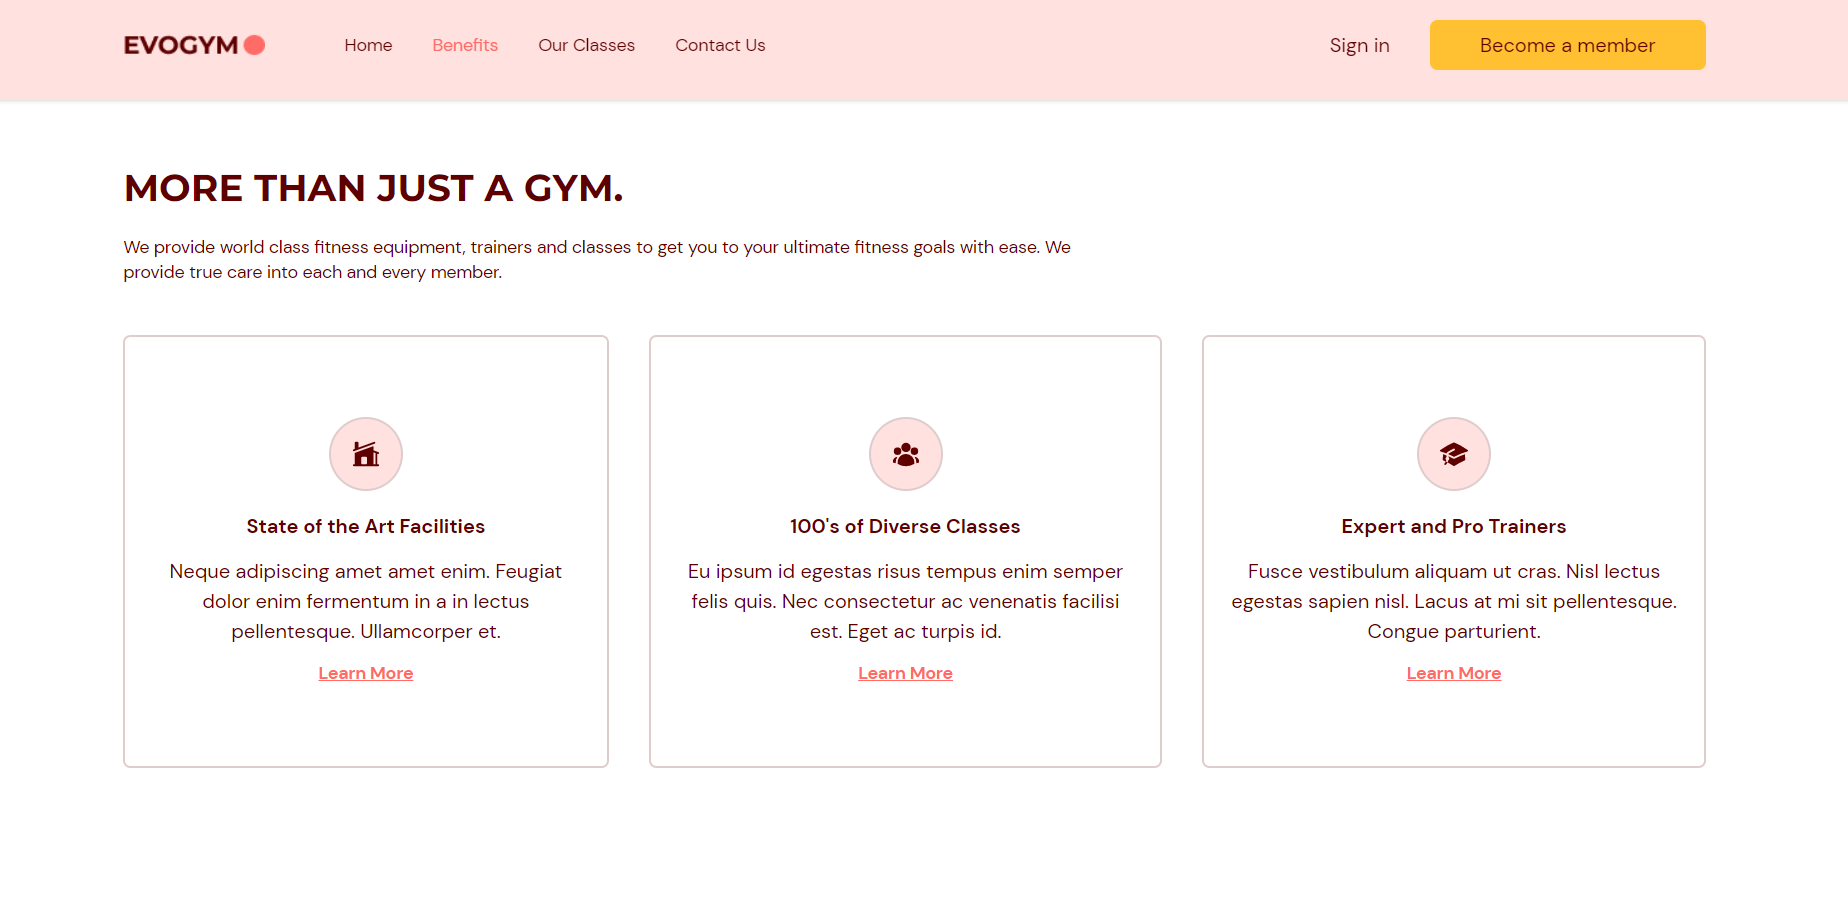 EVOGYM
Home
Benefits
Our Classes
Contact Us
Sign in
Become a member
MORE THAN JUST A GYM.
We provide world class fitness equipment, trainers and classes to get you to your ultimate fitness goals with ease. We
provide true care into each and every member.
State of the Art Facilities
Neque adipiscing amet amet enim. Feugiat
dolor enim fermentum in a in lectus
pellentesque. Ullamcorper et.
Learn More
100's of Diverse Classes
Eu ipsum id egestas risus tempus enim semper
felis quis. Nec consectetur ac venenatis facilisi
est. Eget ac turpis id.
Learn More
Expert and Pro Trainers
Fusce vestibulum aliquam ut cras. Nisl lectus
egestas sapien nisl. Lacus at mi sit pellentesque.
Congue parturient.
Learn More